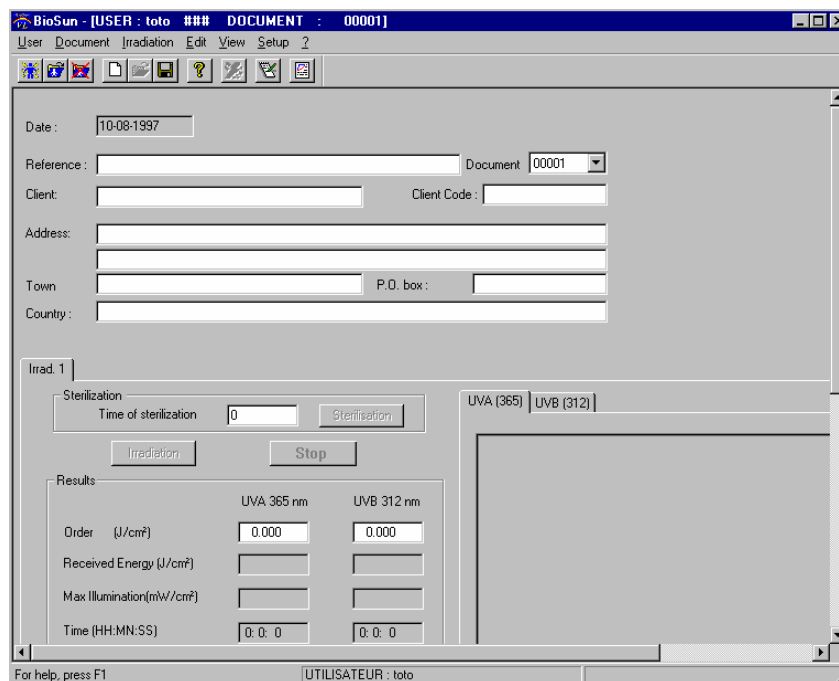 BioSun - [USER : toto ### DOCUMENT : 00001]
User Document Irradiation Edit View Setup ?
Date : 10-08-1997
Reference : Document 00001
Client: Client Code :
Address:
Town P.O. box :
Country :
Irrad. 1
Sterilization
Time of sterilization 0 Sterilisation
UVA (365) UVB (312)
Irradiation Stop
Results
UVA 365 nm UVB 312 nm
Order (J/cm²) 0.000 0.000
Received Energy (J/cm²)
Max Illumination(mW/cm²)
Time (HH:MN:SS) 0: 0: 0 0: 0: 0
For help, press F1 UTILISATEUR : toto